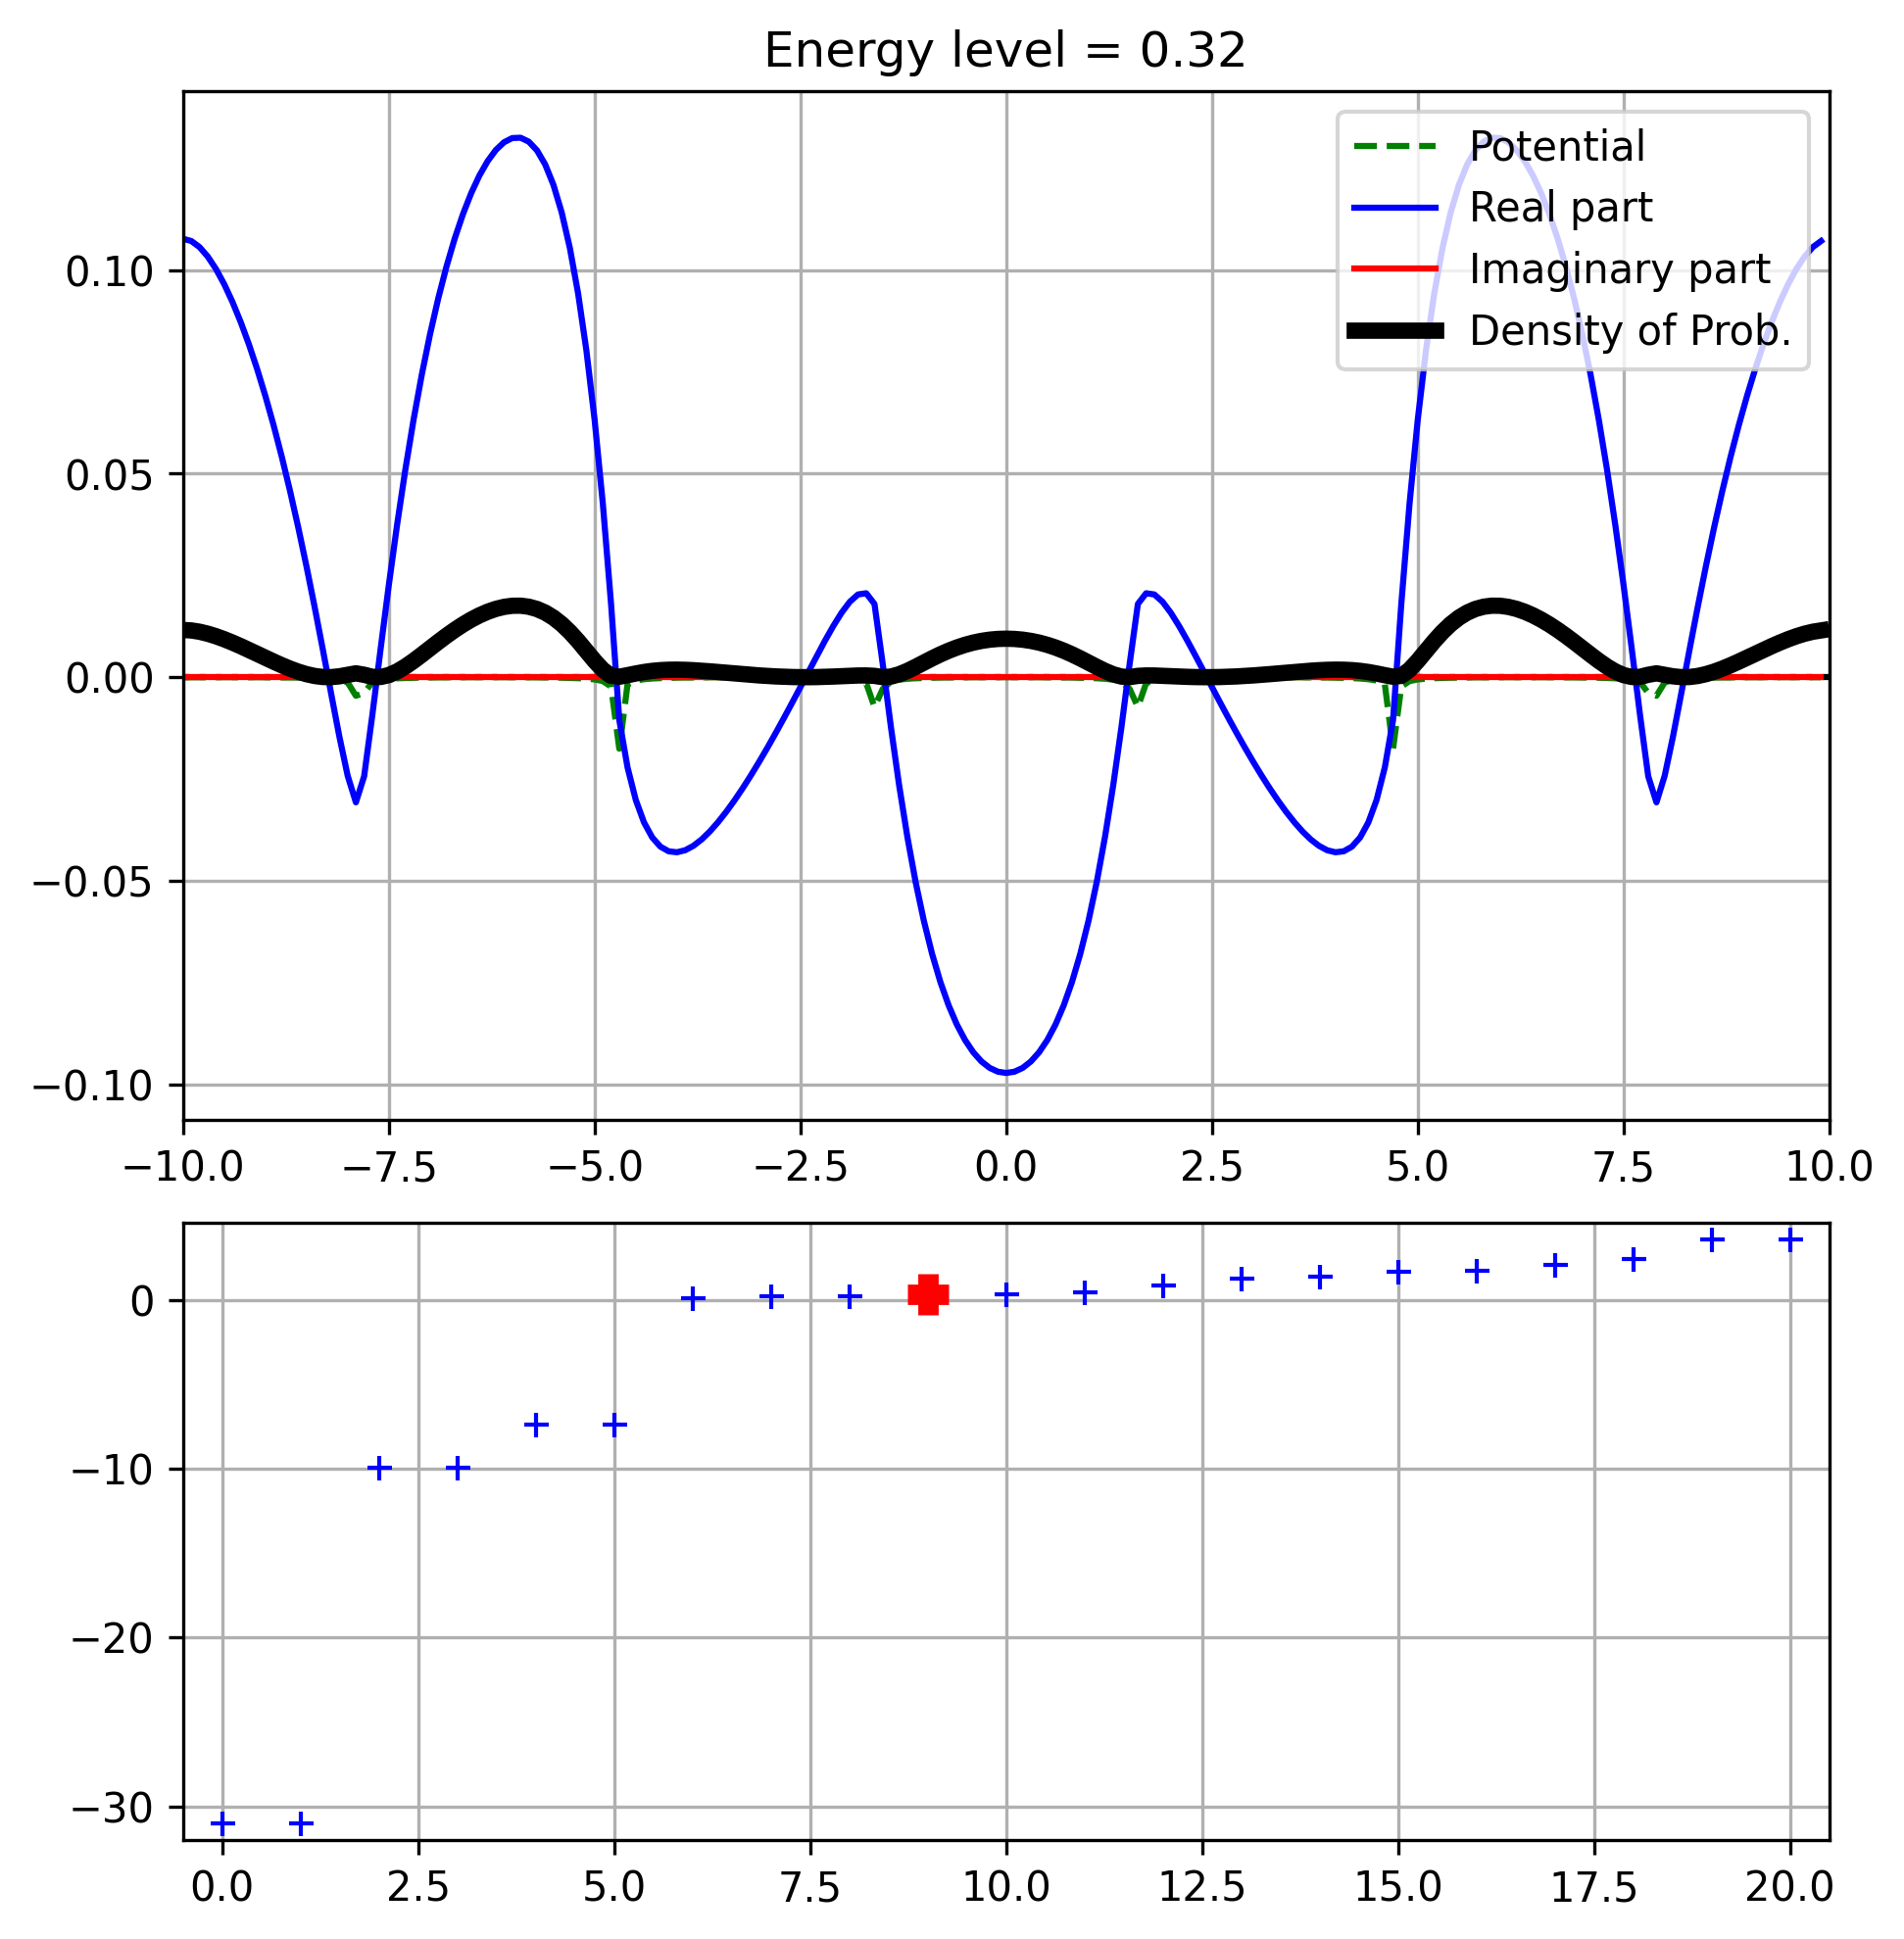 Energy level = 0.32
Potential
Real part
Imaginary part
Density of Prob.
0.10
0.05
0.00
−0.05
−0.10
−10.0 −7.5 −5.0 −2.5 0.0 2.5 5.0 7.5 10.0
0
−10
−20
−30
0.0 2.5 5.0 7.5 10.0 12.5 15.0 17.5 20.0